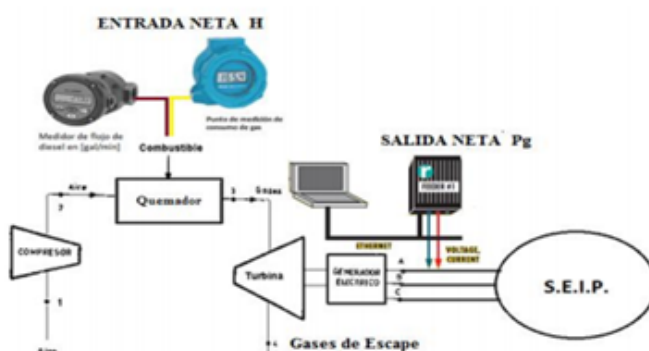 ENTRADA NETA H
Medidor de flujo de
diesel en [gal/min]
Punto de medición de
consumo de gas
Combustible
SALIDA NETA Pg
Aire
2
Quemador
3
Gases
FEEDER #1
COMPRESOR
ETHERNET
VOLTAGE,
CURRENT
Turbina
GENERADOR
ELECTRICO
A
B
C
S.E.I.P.
1
4
Gases de Escape
Aire